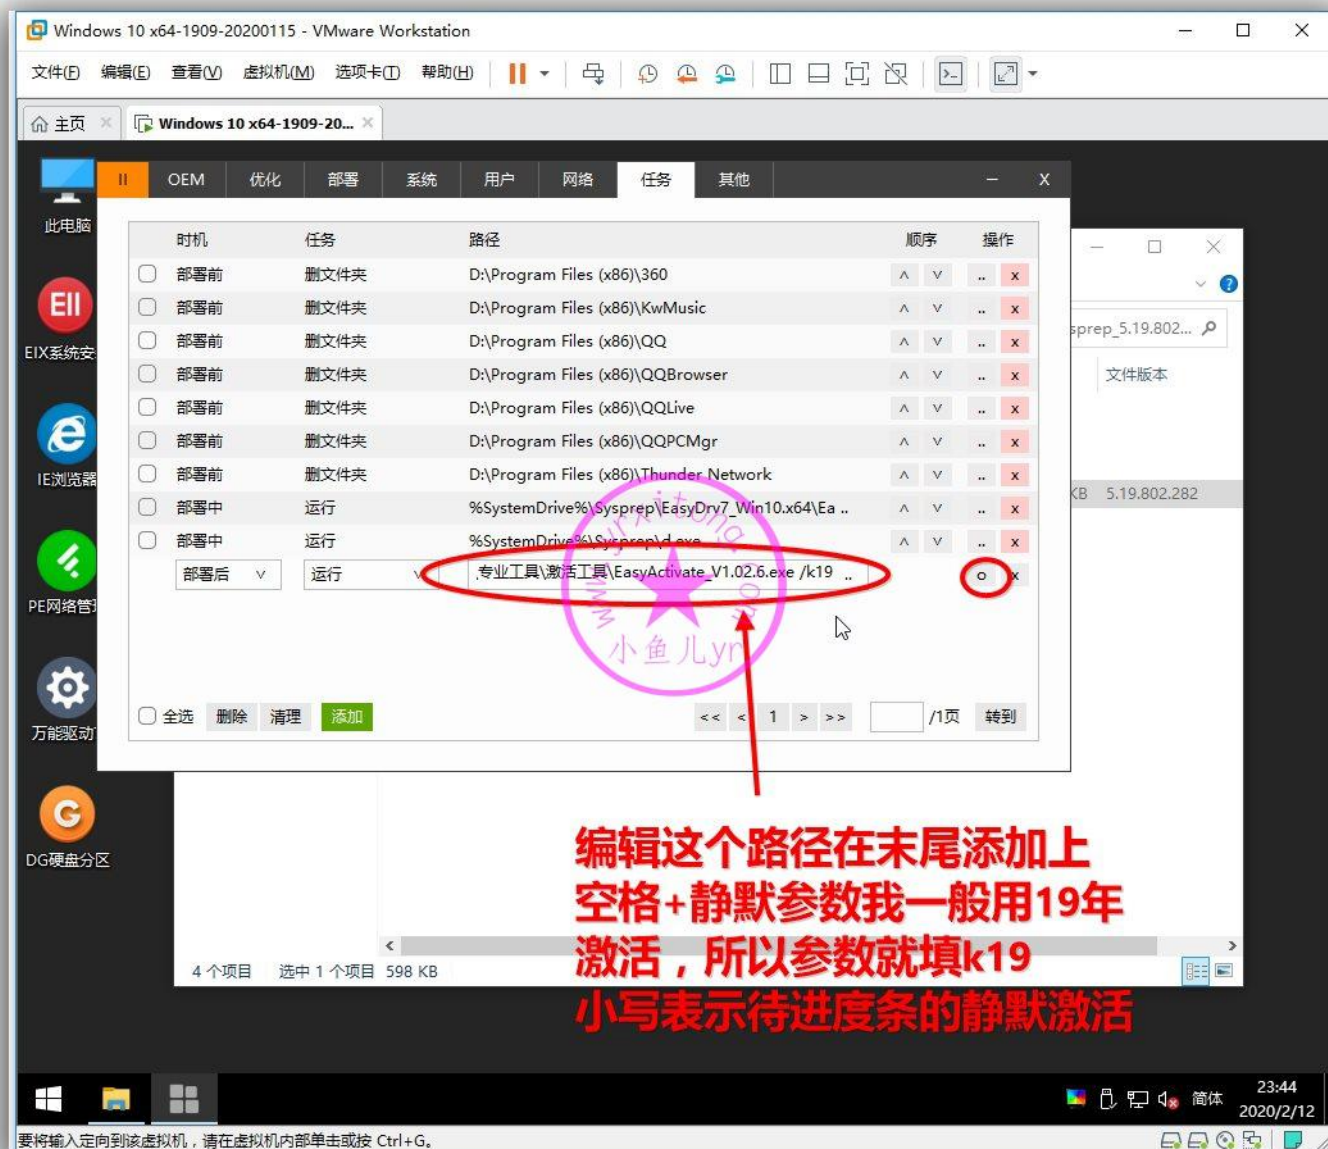 Windows 10 x64-1909-20200115 - VMware Workstation
文件(F) 编辑(E) 查看(V) 虚拟机(M) 选项卡(T) 帮助(H)
主页 Windows 10 x64-1909-20...
II OEM 优化 部署 系统 用户 网络 任务 其他 — X
此电脑
时机 任务 路径 顺序 操作
部署前 删文件夹 D:\Program Files (x86)\360 ∧ ∨ .. x
部署前 删文件夹 D:\Program Files (x86)\KwMusic ∧ ∨ .. x
部署前 删文件夹 D:\Program Files (x86)\QQ ∧ ∨ .. x
部署前 删文件夹 D:\Program Files (x86)\QQBrowser ∧ ∨ .. x
部署前 删文件夹 D:\Program Files (x86)\QQLive ∧ ∨ .. x
部署前 删文件夹 D:\Program Files (x86)\QQPCMgr ∧ ∨ .. x
部署前 删文件夹 D:\Program Files (x86)\Thunder Network ∧ ∨ .. x
部署中 运行 %SystemDrive%\Sysprep\EasyDrv7_Win10.x64\Ea .. ∧ ∨ .. x
部署中 运行 %SystemDrive%\Sysprep\d.exe ∧ ∨ .. x
部署后 ∨ 运行 ∨ .专业工具\激活工具\EasyActivate_V1.02.6.exe /k19 .. o x
全选 删除 清理 添加 << < 1 > >> /1页 转到
EII
EIX系统安
IE浏览器
PE网络管
万能驱动
G
DG硬盘分区
sprep_5.19.802...
文件版本
KB 5.19.802.282
www.yrxitong.com
小鱼儿yr
编辑这个路径在末尾添加上
空格+静默参数我一般用19年
激活，所以参数就填k19
小写表示待进度条的静默激活
4 个项目 选中 1 个项目 598 KB
简体 23:44
2020/2/12
要将输入定向到该虚拟机，请在虚拟机内部单击或按 Ctrl+G。